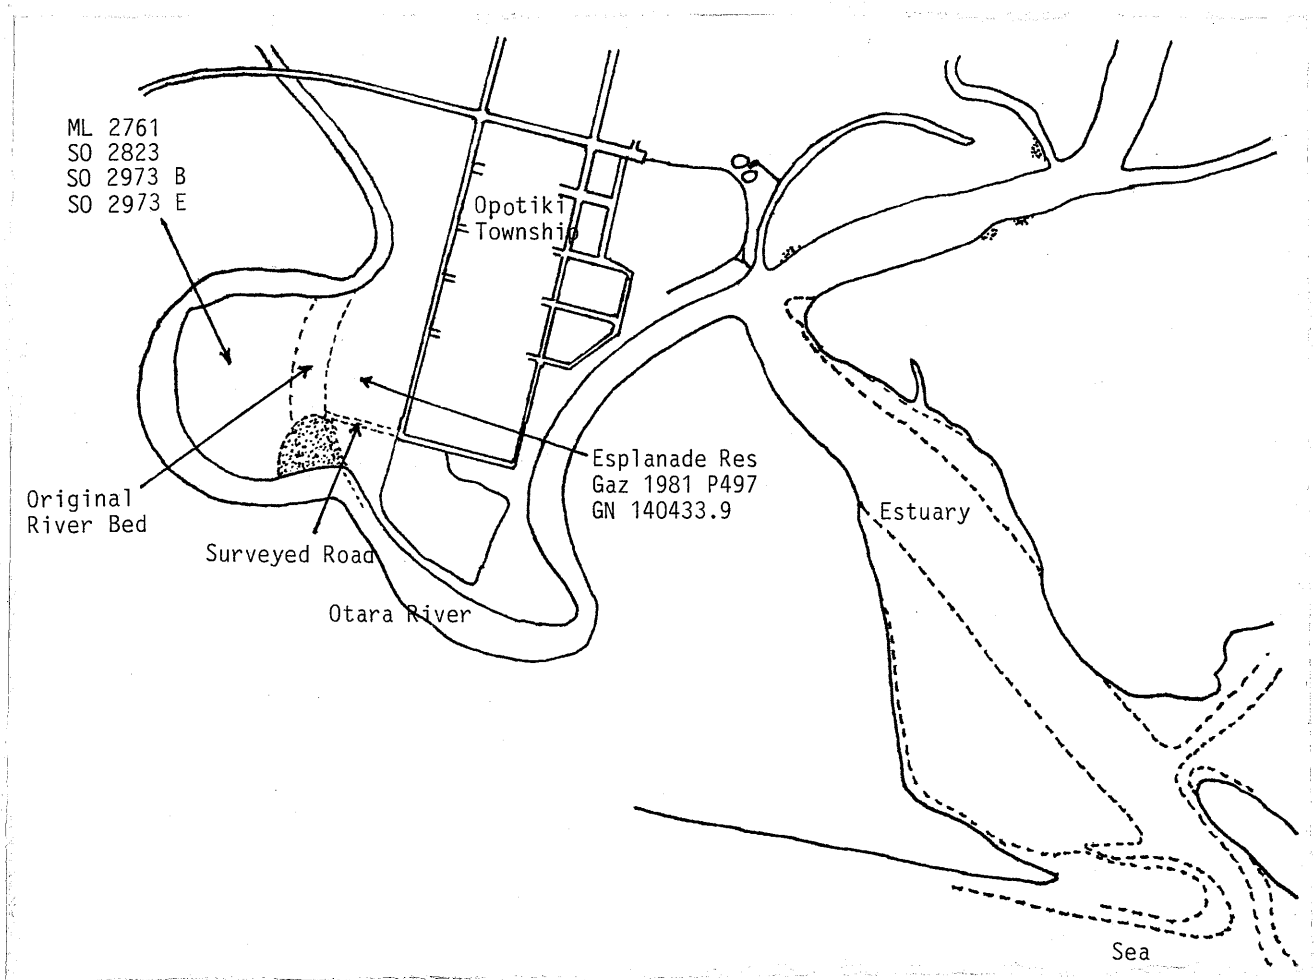 ML 2761
SO 2823
SO 2973 B
SO 2973 E
Opotiki
Township
Esplanade Res
Gaz 1981 P497
GN 140433.9
Original
River Bed
Surveyed Road
Otara River
Estuary
Sea